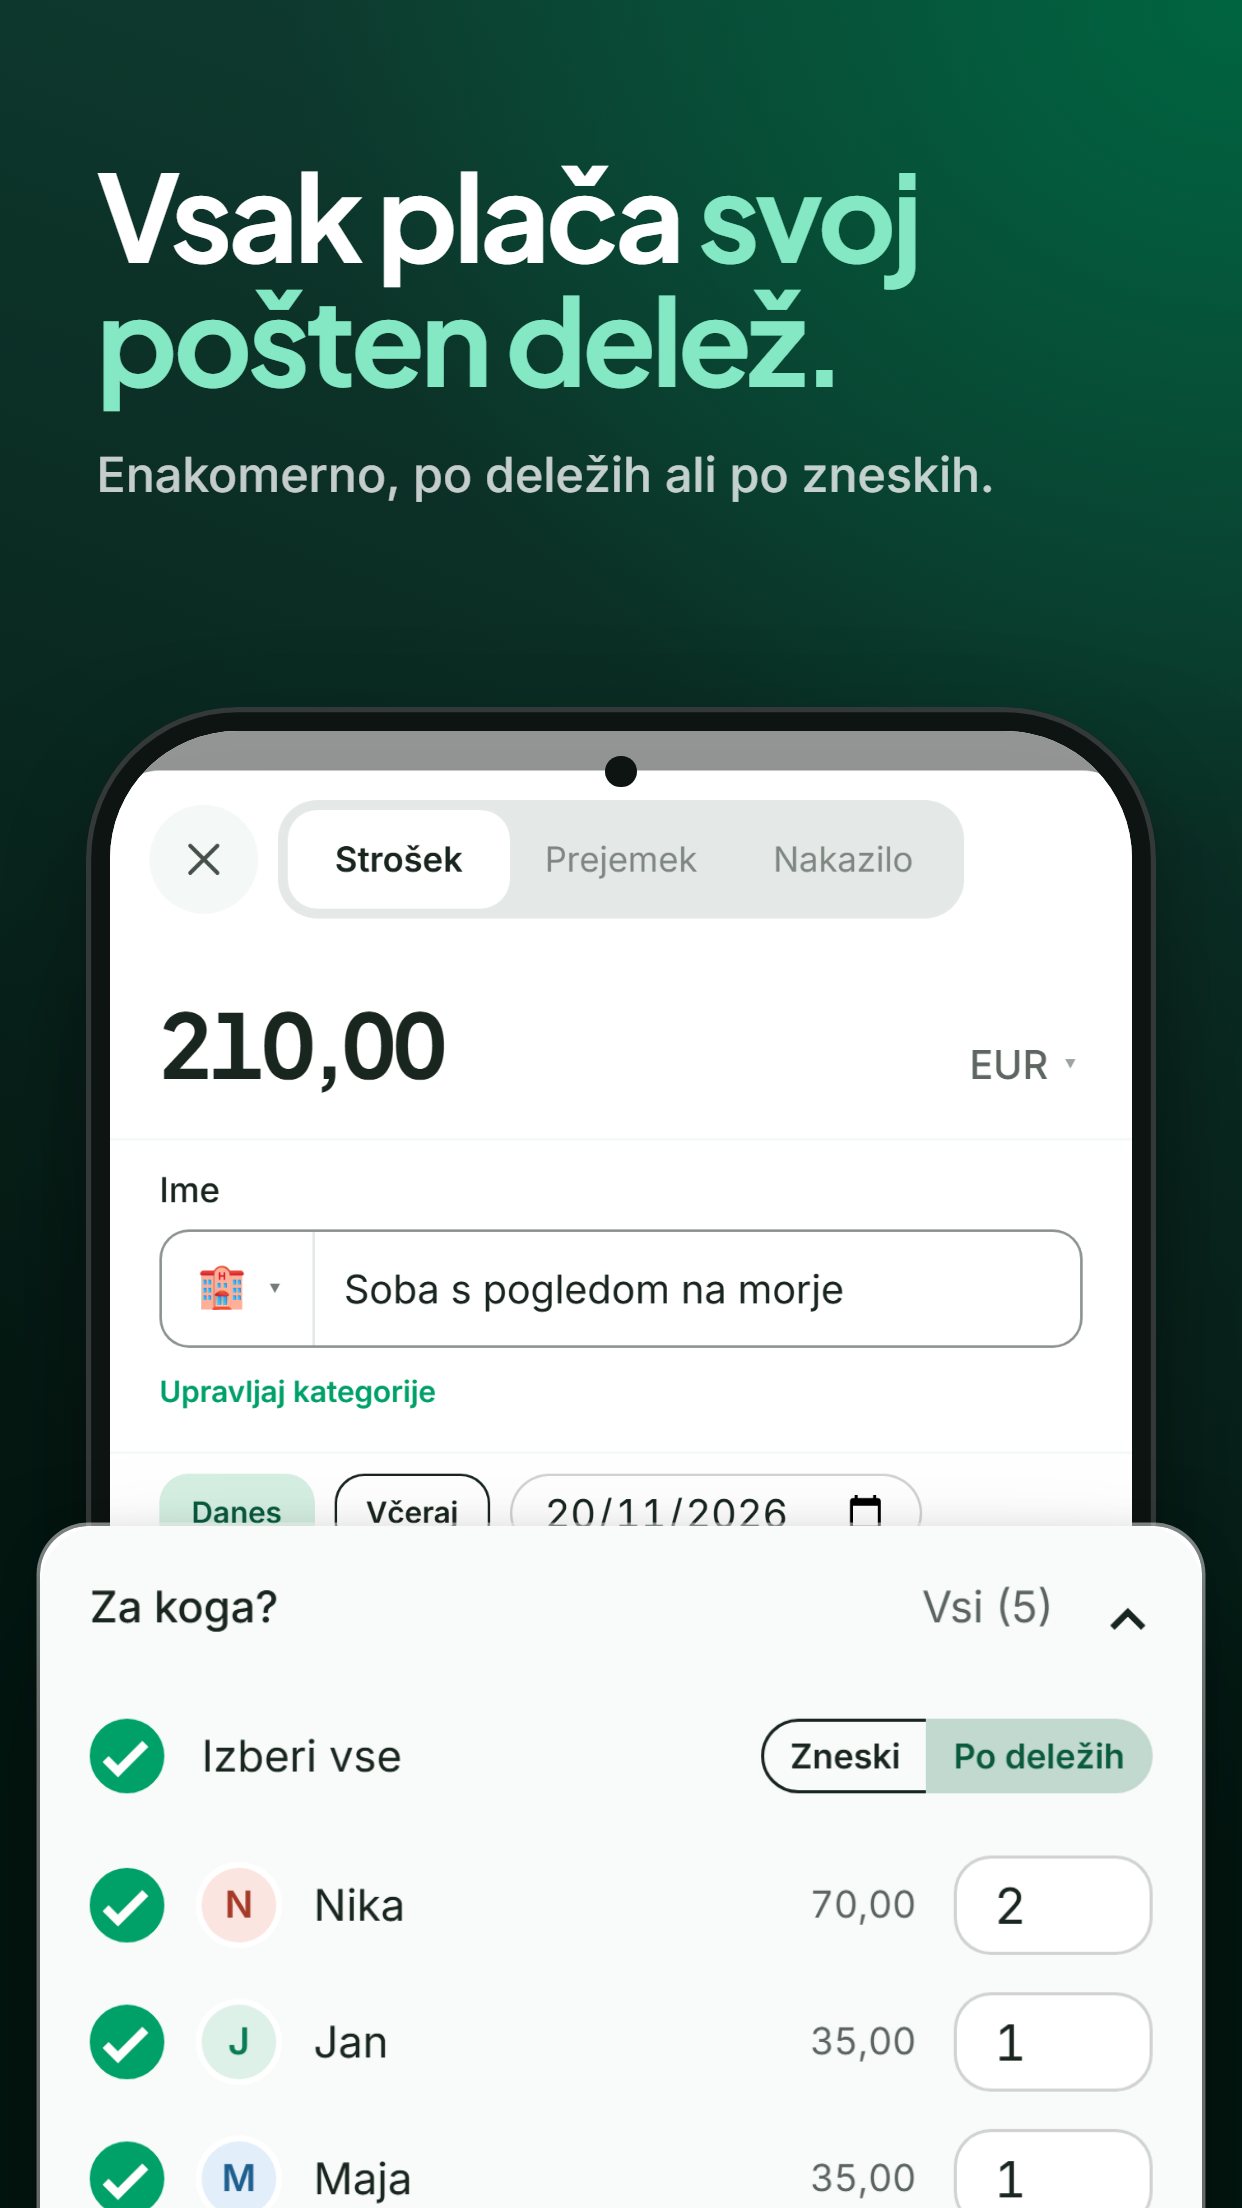 Vsak plača svoj
pošten delež.
Enakomerno, po deležih ali po zneskih.
Strošek Prejemek Nakazilo
210,00 EUR
Ime
Soba s pogledom na morje
Upravljaj kategorije
Danes Včeraj 20/11/2026
Za koga? Vsi (5)
Izberi vse Zneski Po deležih
N Nika 70,00 2
J Jan 35,00 1
M Maja 35,00 1